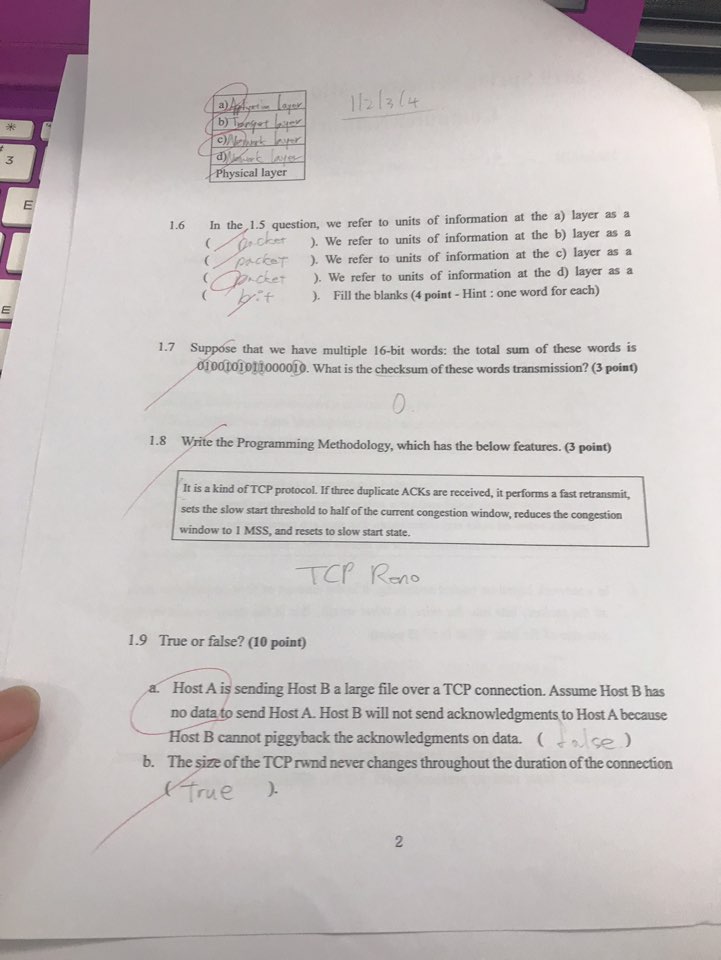 a) Application Layer
b) Transport Layer
c) Network Layer
d) Network Layer
Physical layer
1/2/3/4
1.6 In the 1.5 question, we refer to units of information at the a) layer as a
( packet ). We refer to units of information at the b) layer as a
( packet ). We refer to units of information at the c) layer as a
( packet ). We refer to units of information at the d) layer as a
( bit ). Fill the blanks (4 point - Hint : one word for each)
1.7 Suppose that we have multiple 16-bit words: the total sum of these words is
0100101011000010. What is the checksum of these words transmission? (3 point)
0.
1.8 Write the Programming Methodology, which has the below features. (3 point)
It is a kind of TCP protocol. If three duplicate ACKs are received, it performs a fast retransmit,
sets the slow start threshold to half of the current congestion window, reduces the congestion
window to 1 MSS, and resets to slow start state.
TCP Reno
1.9 True or false? (10 point)
a. Host A is sending Host B a large file over a TCP connection. Assume Host B has
no data to send Host A. Host B will not send acknowledgments to Host A because
Host B cannot piggyback the acknowledgments on data. ( false )
b. The size of the TCP rwnd never changes throughout the duration of the connection
( True ).
2
*
3
E
E